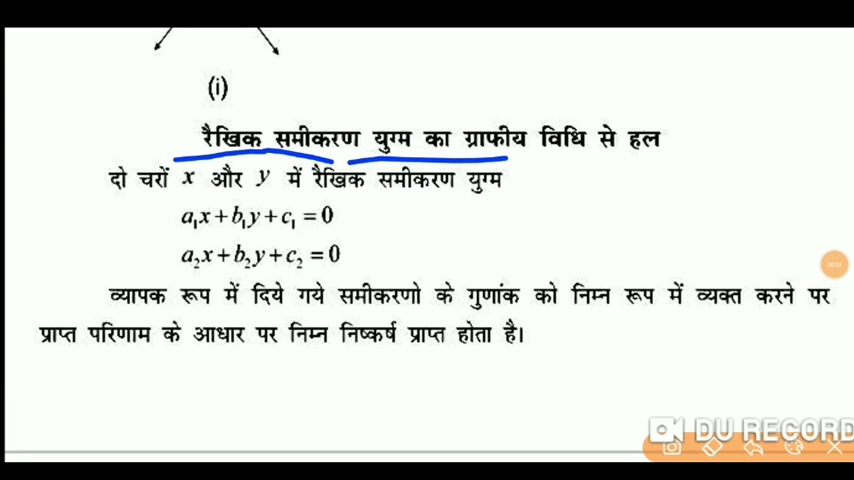 (i)
रैखिक समीकरण युग्म का ग्राफीय विधि से हल
दो चरों x और y में रैखिक समीकरण युग्म
a₁x + b₁y + c₁ = 0
a₂x + b₂y + c₂ = 0
व्यापक रूप में दिये गये समीकरणो के गुणांक को निम्न रूप में व्यक्त करने पर
प्राप्त परिणाम के आधार पर निम्न निष्कर्ष प्राप्त होता है।
DU RECORD